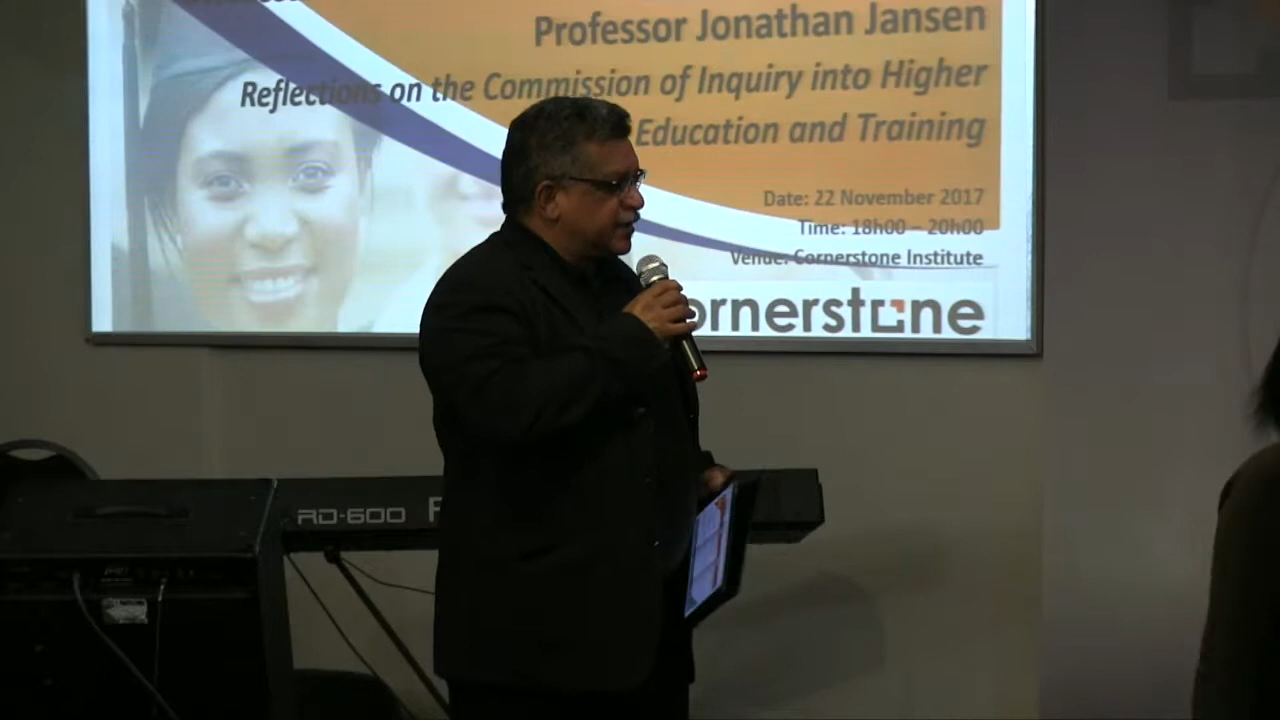 Professor Jonathan Jansen
Reflections on the Commission of Inquiry into Higher
Education and Training
Date: 22 November 2017
Time: 18h00 – 20h00
Venue: Cornerstone Institute
ornerstone
RD-600